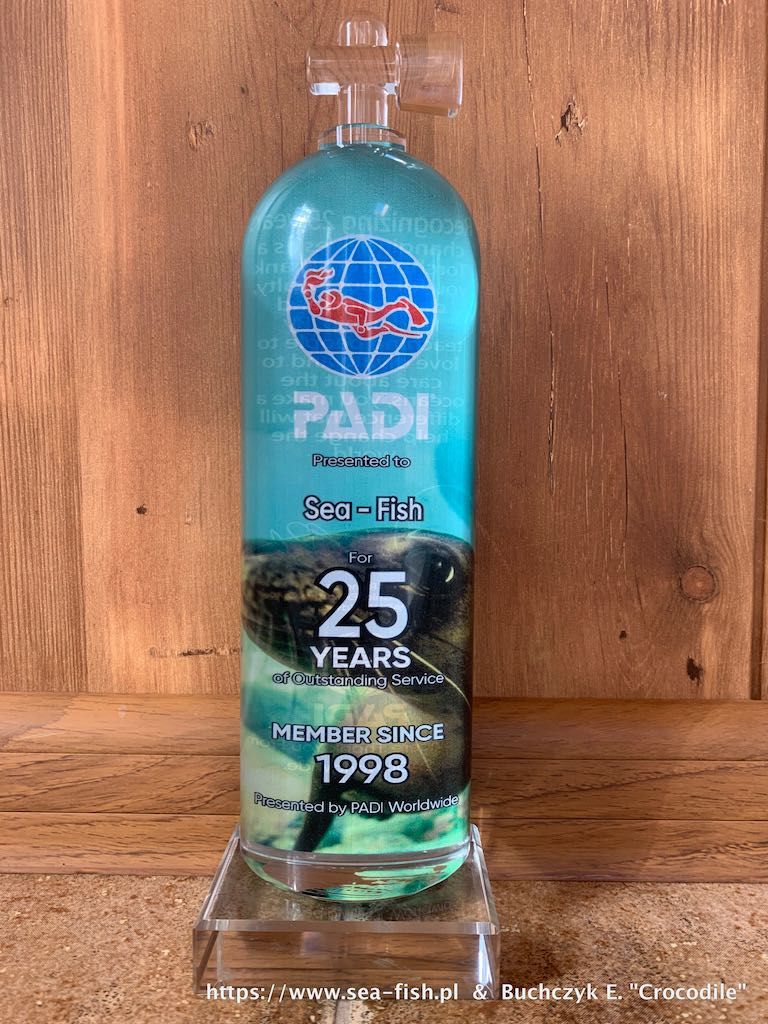 PADI
Presented to
Sea - Fish
For
25
YEARS
of Outstanding Service
MEMBER SINCE
1998
Presented by PADI Worldwide
https://www.sea-fish.pl & Buchczyk E. "Crocodile"